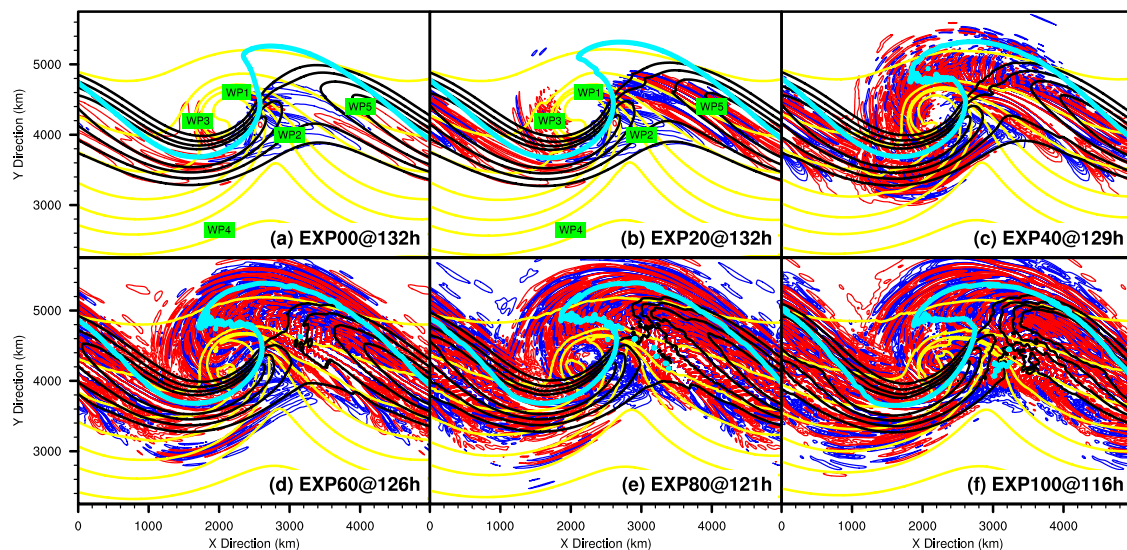 5000
4000
3000
Y Direction (km)
WP1
WP5
WP3
WP2
WP4
(a) EXP00@132h
WP1
WP5
WP3
WP2
WP4
(b) EXP20@132h
(c) EXP40@129h
5000
4000
3000
Y Direction (km)
(d) EXP60@126h
(e) EXP80@121h
(f) EXP100@116h
0 1000 2000 3000 4000
0 1000 2000 3000 4000
0 1000 2000 3000 4000
X Direction (km)
X Direction (km)
X Direction (km)